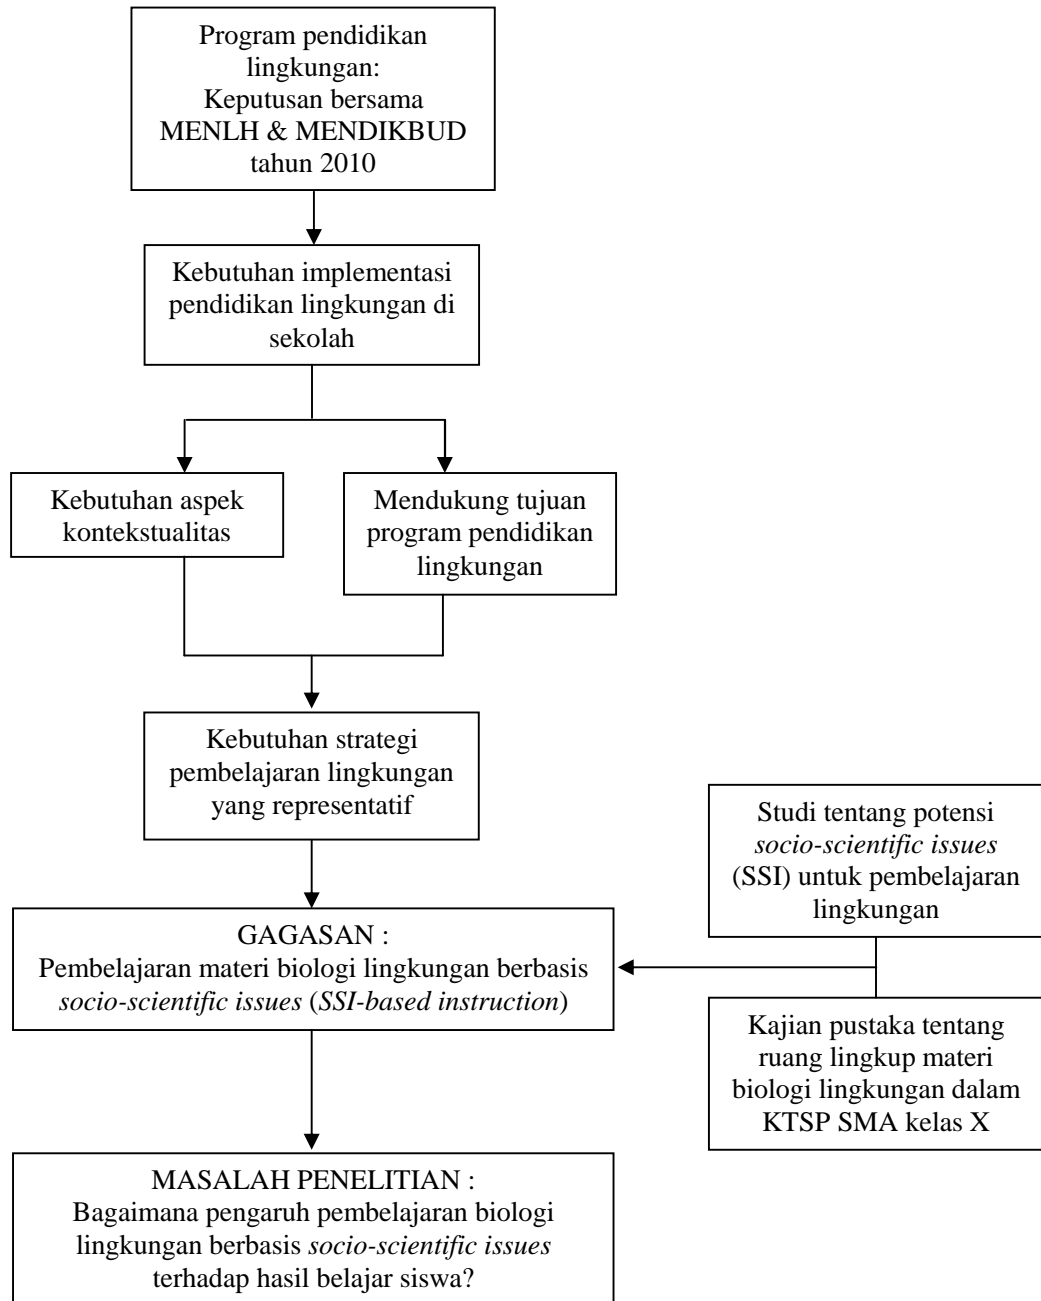 Program pendidikan
lingkungan:
Keputusan bersama
MENLH & MENDIKBUD
tahun 2010
Kebutuhan implementasi
pendidikan lingkungan di
sekolah
Kebutuhan aspek
kontekstualitas
Mendukung tujuan
program pendidikan
lingkungan
Kebutuhan strategi
pembelajaran lingkungan
yang representatif
Studi tentang potensi
socio-scientific issues
(SSI) untuk pembelajaran
lingkungan
GAGASAN :
Pembelajaran materi biologi lingkungan berbasis
socio-scientific issues (SSI-based instruction)
Kajian pustaka tentang
ruang lingkup materi
biologi lingkungan dalam
KTSP SMA kelas X
MASALAH PENELITIAN :
Bagaimana pengaruh pembelajaran biologi
lingkungan berbasis socio-scientific issues
terhadap hasil belajar siswa?